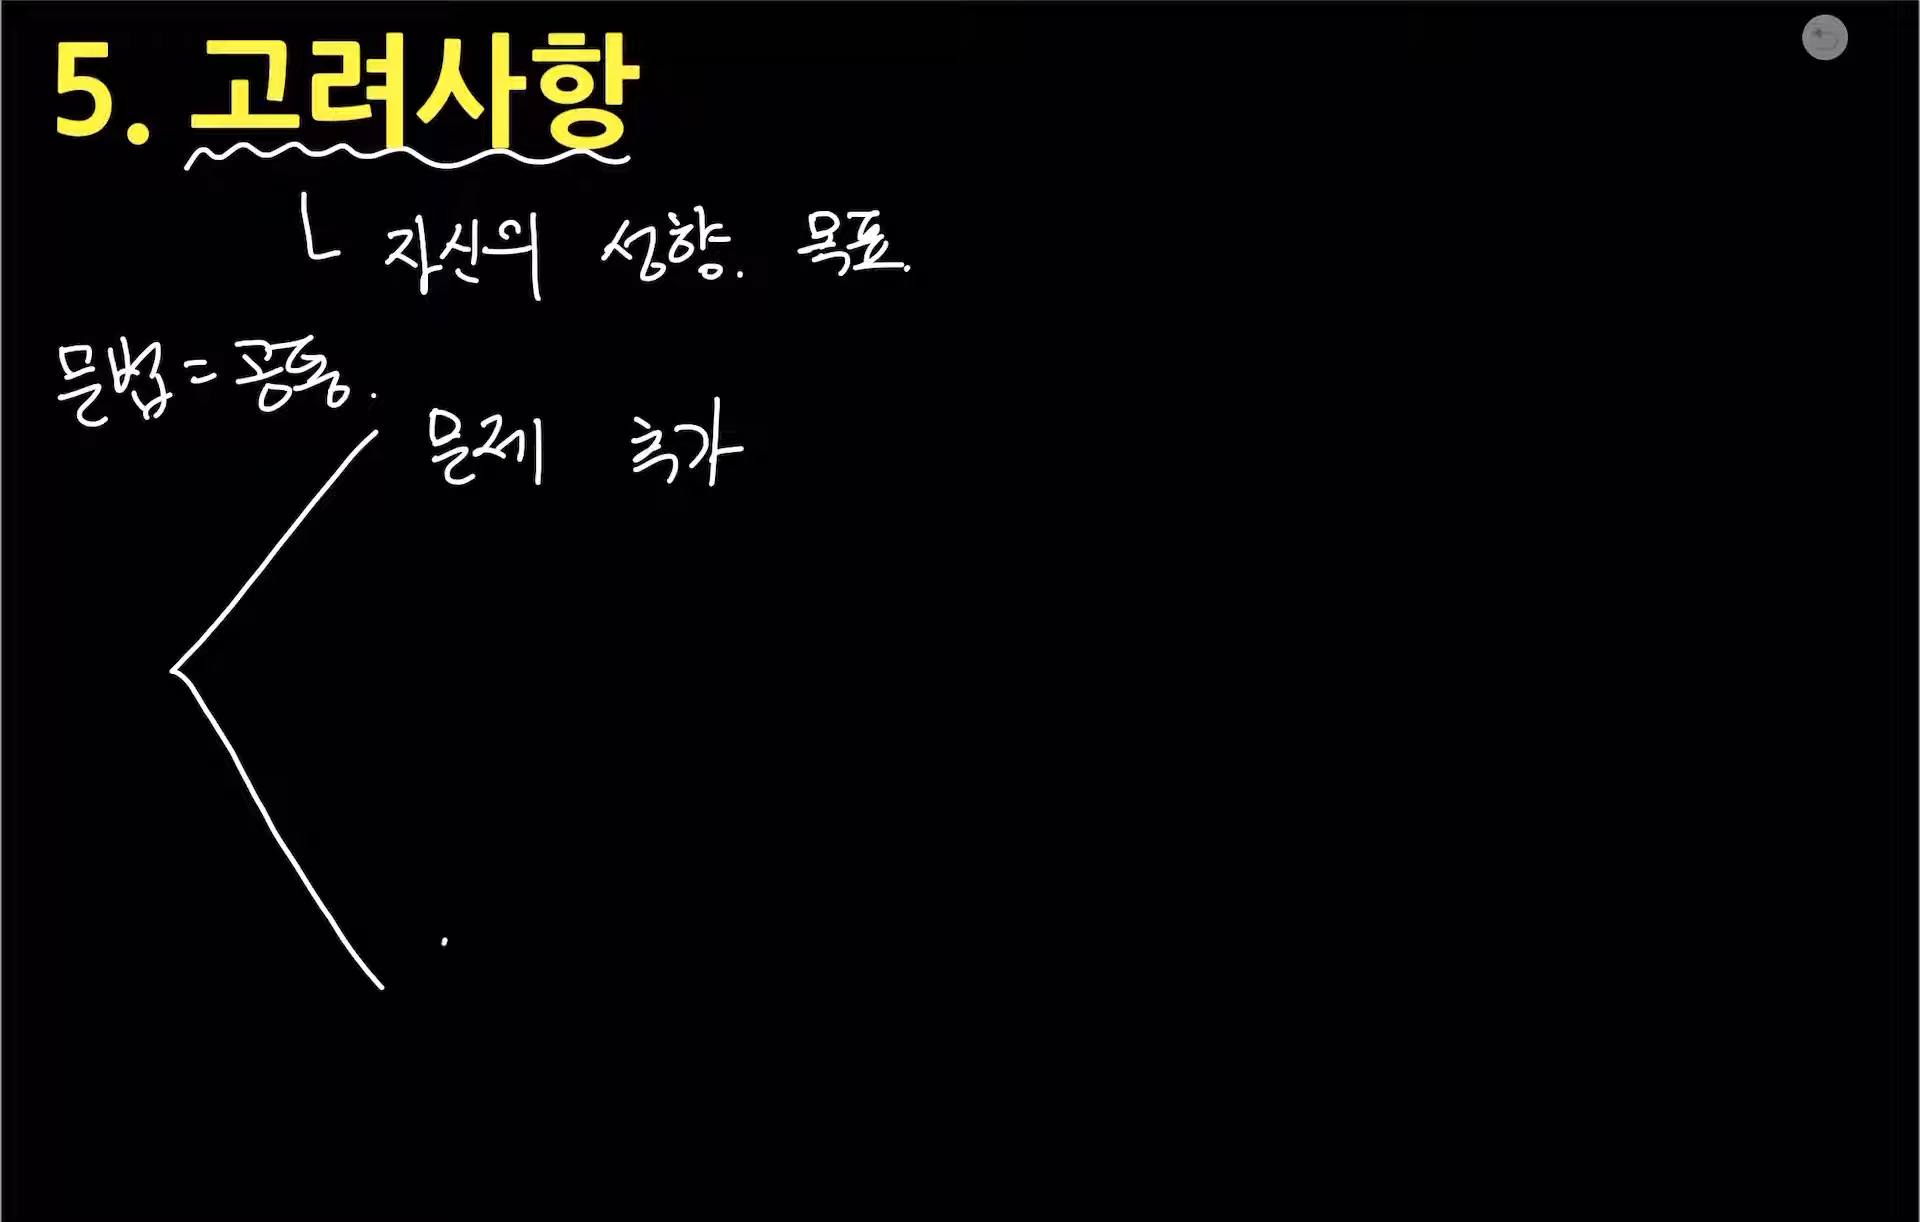 5. 고려사항
자신의 성향. 목표.
문법 = 공통.
문제 추가